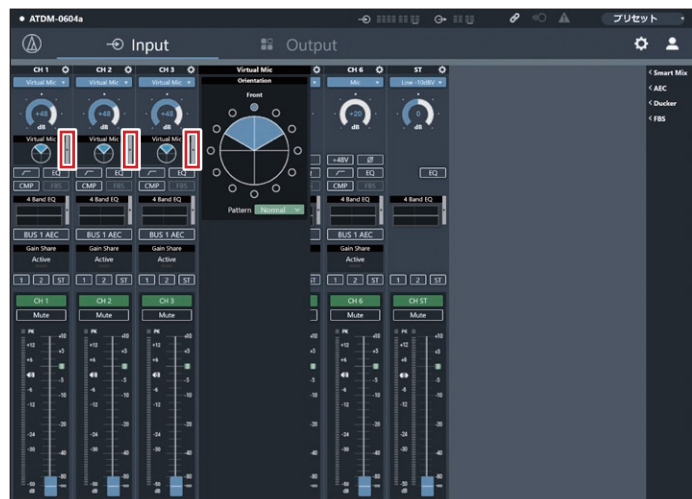 ATDM-0604a
プリセット
Input
Output
CH 1
CH 2
CH 3
Virtual Mic
CH 6
ST
Virtual Mic
Virtual Mic
Virtual Mic
Orientation
Mic
Line -10dBV
Front
+48
+48
+48
+20
0
dB
dB
dB
dB
dB
Virtual Mic
Virtual Mic
Virtual Mic
+48V
Ø
EQ
EQ
EQ
EQ
EQ
CMP
FBS
CMP
FBS
CMP
FBS
CMP
FBS
4 Band EQ
4 Band EQ
4 Band EQ
4 Band EQ
4 Band EQ
Pattern
Normal
BUS 1 AEC
BUS 1 AEC
BUS 1 AEC
BUS 1 AEC
Gain Share
Gain Share
Gain Share
Gain Share
Active
Active
Active
Active
1 2 ST
1 2 ST
1 2 ST
ST
1 2 ST
1 2 ST
CH 1
CH 2
CH 3
CH 6
CH ST
Mute
Mute
Mute
Mute
Mute
Smart Mix
AEC
Ducker
FBS